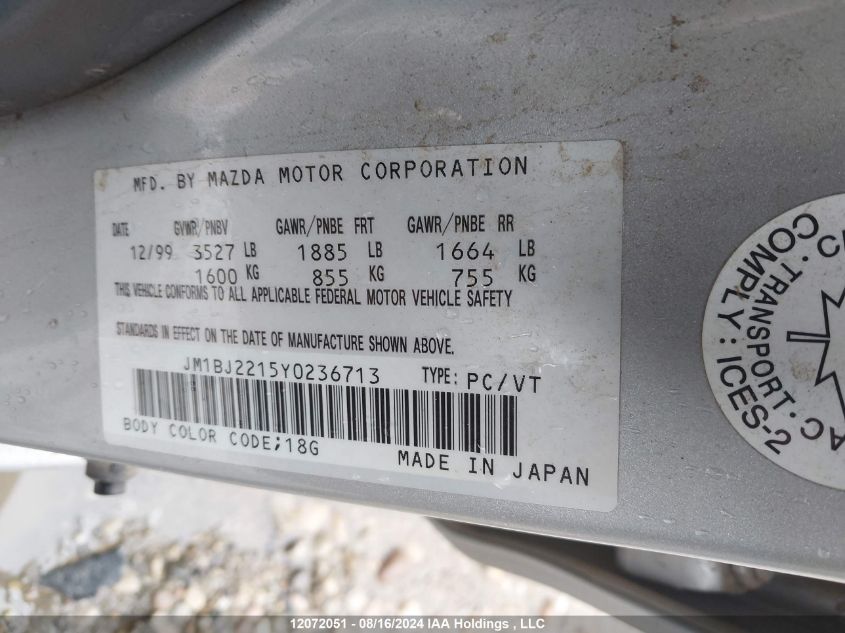 MFD. BY MAZDA MOTOR CORPORATION
DATE GVWR/PNBV GAWR/PNBE FRT GAWR/PNBE RR
12/99 3527 LB 1885 LB 1664 LB
1600 KG 855 KG 755 KG
THIS VEHICLE CONFORMS TO ALL APPLICABLE FEDERAL MOTOR VEHICLE SAFETY
STANDARDS IN EFFECT ON THE DATE OF MANUFACTURE SHOWN ABOVE.
JM1BJ2215Y0236713 TYPE: PC/VT
BODY COLOR CODE;18G
MADE IN JAPAN
TRANSPORT
COMPLY: ICES-2
12072051 - 08/16/2024 IAA Holdings, LLC